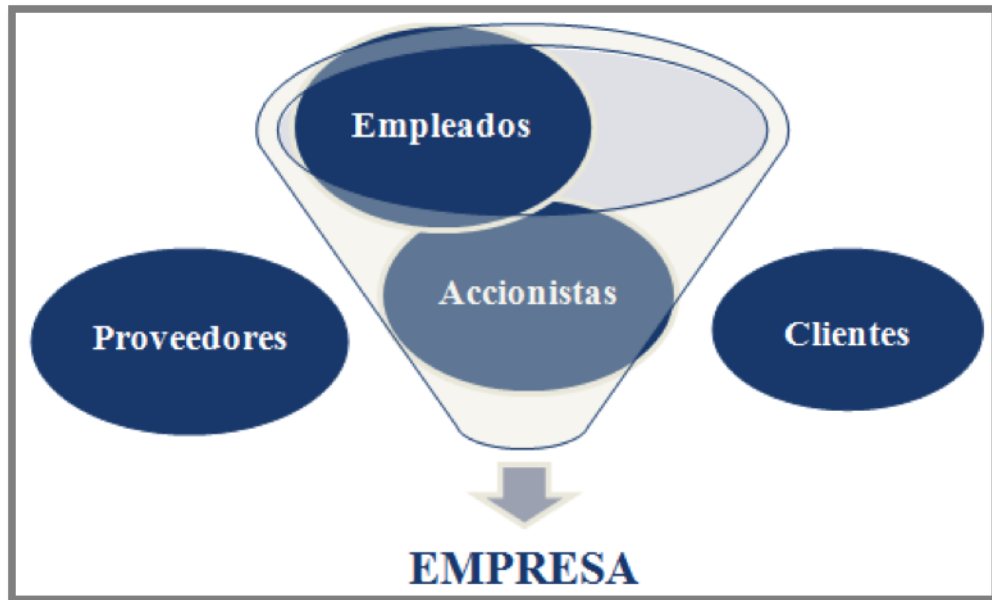 Empleados
Accionistas
Proveedores
Clientes
EMPRESA